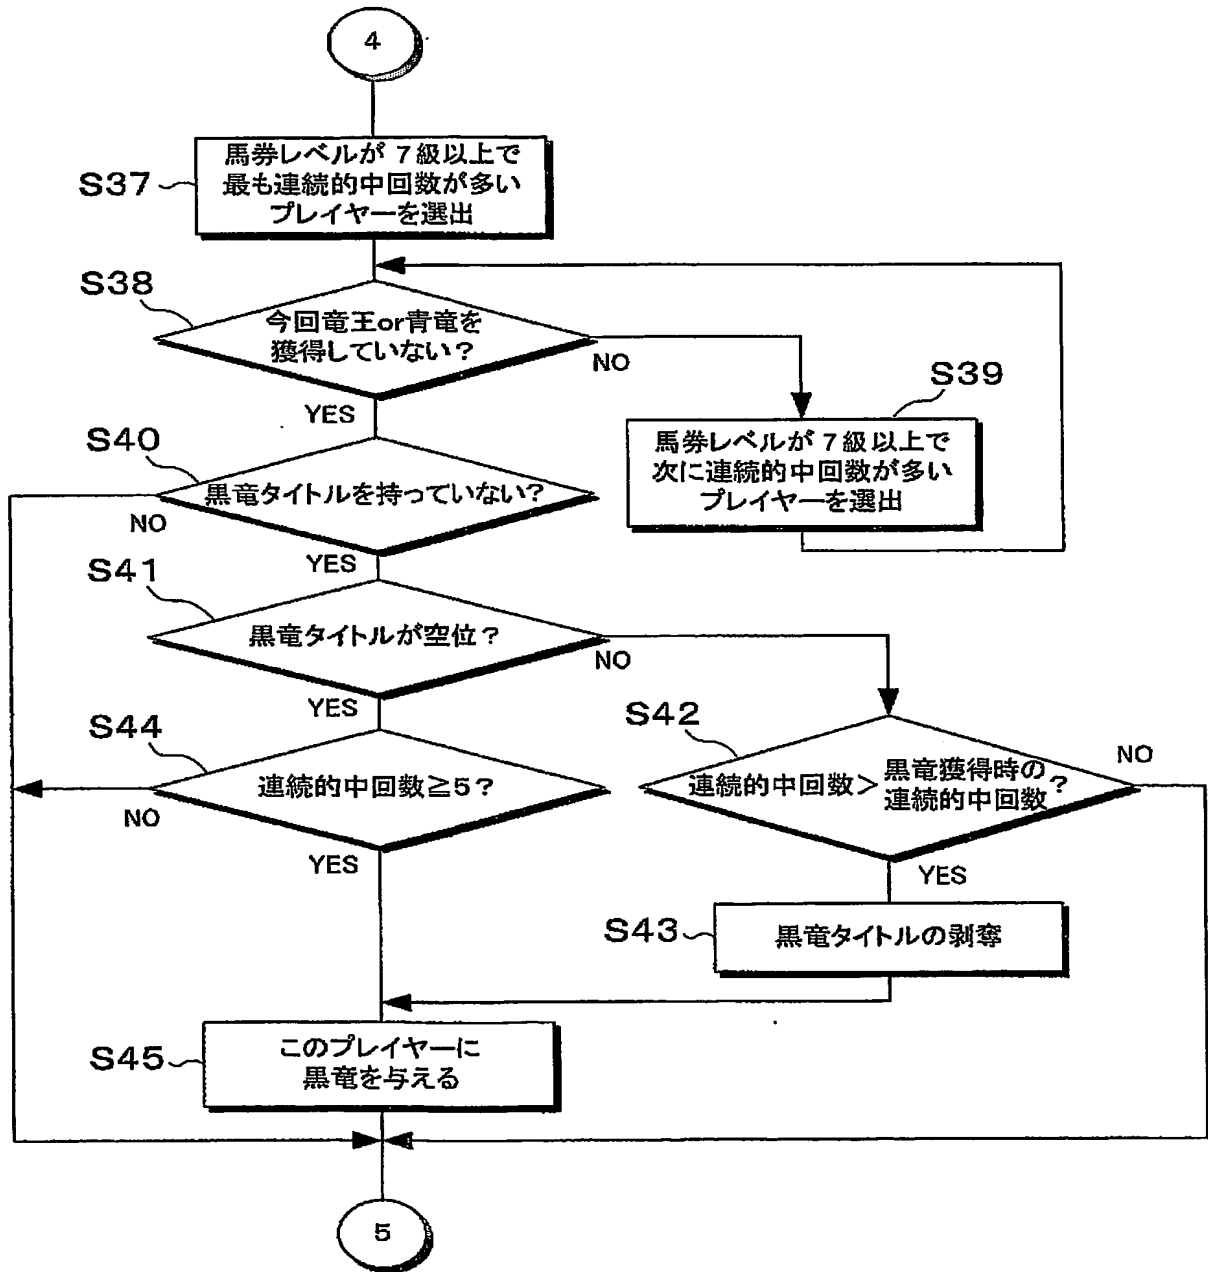 4
S37
馬券レベルが7級以上で
最も連続的中回数が多い
プレイヤーを選出
S38
今回竜王or青竜を
獲得していない?
NO
YES
S39
馬券レベルが7級以上で
次に連続的中回数が多い
プレイヤーを選出
S40
黒竜タイトルを持っていない?
NO
YES
S41
黒竜タイトルが空位?
NO
YES
S44
連続的中回数≧5?
NO
YES
S42
連続的中回数>黒竜獲得時の
連続的中回数?
NO
YES
S43
黒竜タイトルの剥奪
S45
このプレイヤーに
黒竜を与える
5